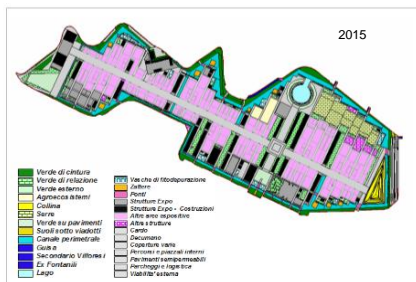 2015
Verde di cintura
Verde di relazione
Verde esterno
Agroecosistemi
Collina
Serre
Verde su pavimenti
Suoli sotto viadotti
Canale perimetrale
Guisa
Secondario Villoresi
Ex Fontanili
Lago
Vasche di fitodepurazione
Zattere
Ponti
Strutture Expo
Strutture Expo - Costruzioni
Altre aree espositive
Altre strutture
Cardo
Decumano
Coperture varie
Percorsi e piazzali interni
Pavimenti semipermeabili
Parcheggi e logistica
Viabilita' esterna